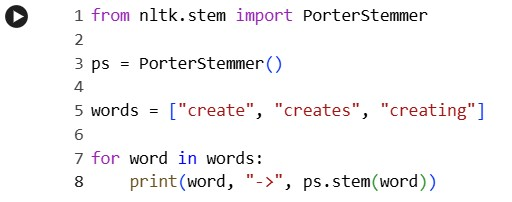 1 from nltk.stem import PorterStemmer
2
3 ps = PorterStemmer()
4
5 words = ["create", "creates", "creating"]
6
7 for word in words:
8     print(word, "->", ps.stem(word))